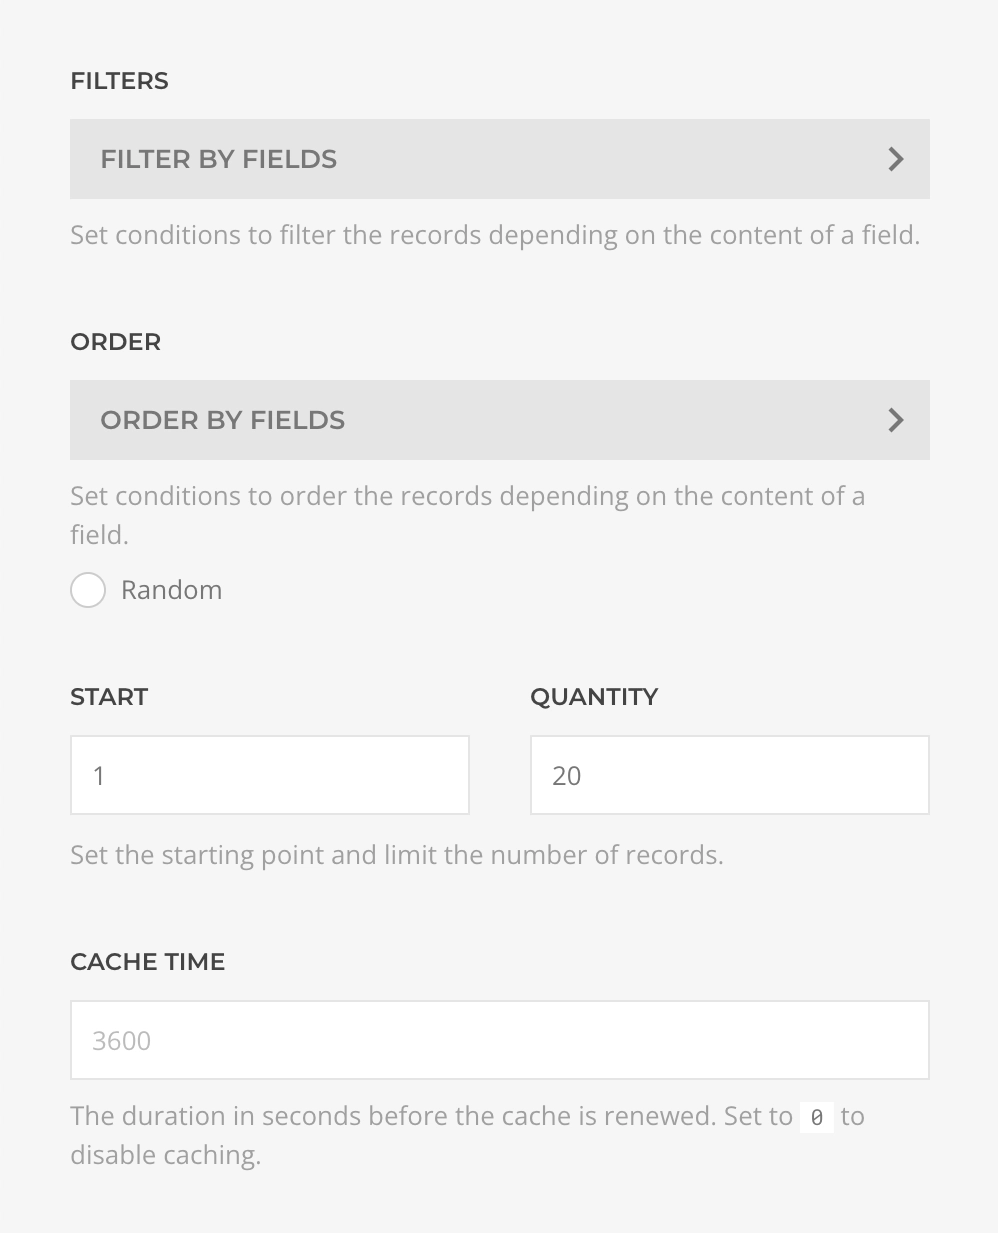 FILTERS
FILTER BY FIELDS
Set conditions to filter the records depending on the content of a field.
ORDER
ORDER BY FIELDS
Set conditions to order the records depending on the content of a
field.
Random
START
QUANTITY
1
20
Set the starting point and limit the number of records.
CACHE TIME
3600
The duration in seconds before the cache is renewed. Set to 0 to
disable caching.